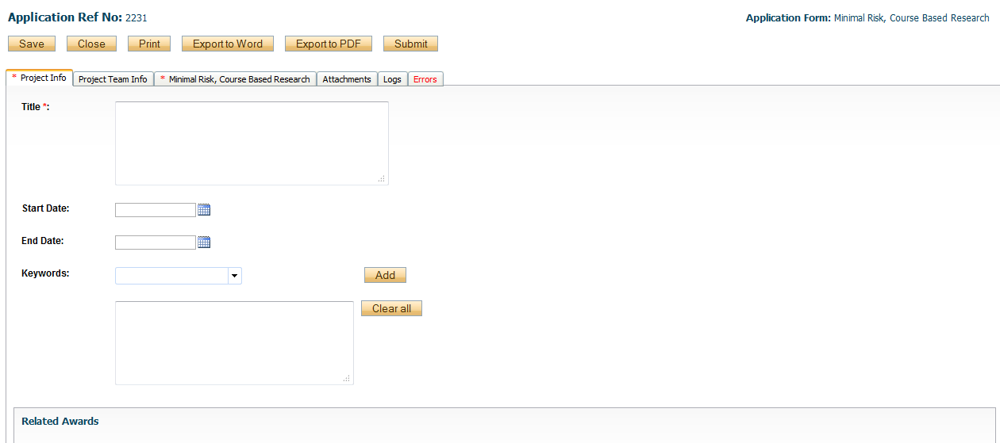 Application Ref No: 2231
Application Form: Minimal Risk, Course Based Research
Save Close Print Export to Word Export to PDF Submit
* Project Info Project Team Info * Minimal Risk, Course Based Research Attachments Logs Errors
Title *:
Start Date:
End Date:
Keywords: Add
Clear all
Related Awards